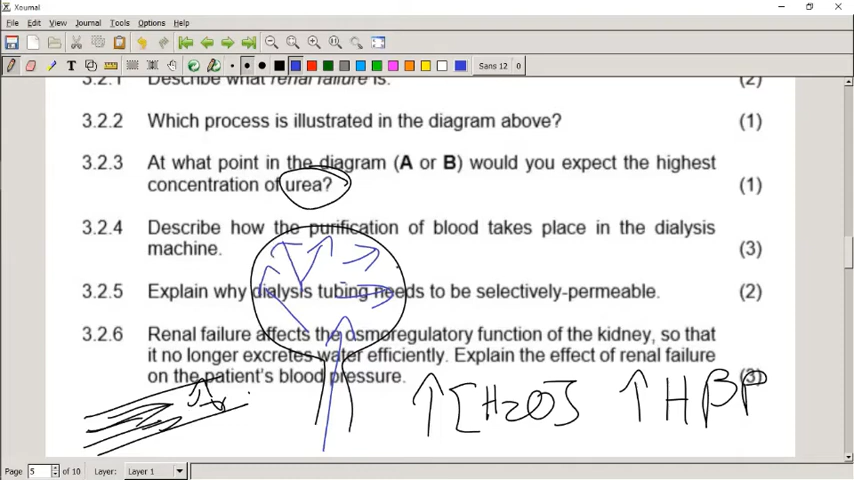 Xournal
File Edit View Journal Tools Options Help
Sans 12 0
3.2.1 Describe what renal failure is. (2)
3.2.2 Which process is illustrated in the diagram above? (1)
3.2.3 At what point in the diagram (A or B) would you expect the highest
concentration of urea? (1)
3.2.4 Describe how the purification of blood takes place in the dialysis
machine. (3)
3.2.5 Explain why dialysis tubing needs to be selectively-permeable. (2)
3.2.6 Renal failure affects the osmoregulatory function of the kidney, so that
it no longer excretes water efficiently. Explain the effect of renal failure
on the patient's blood pressure. (3)
↑ [H2O] ↑ HBP
Page 5 of 10 Layer: Layer 1